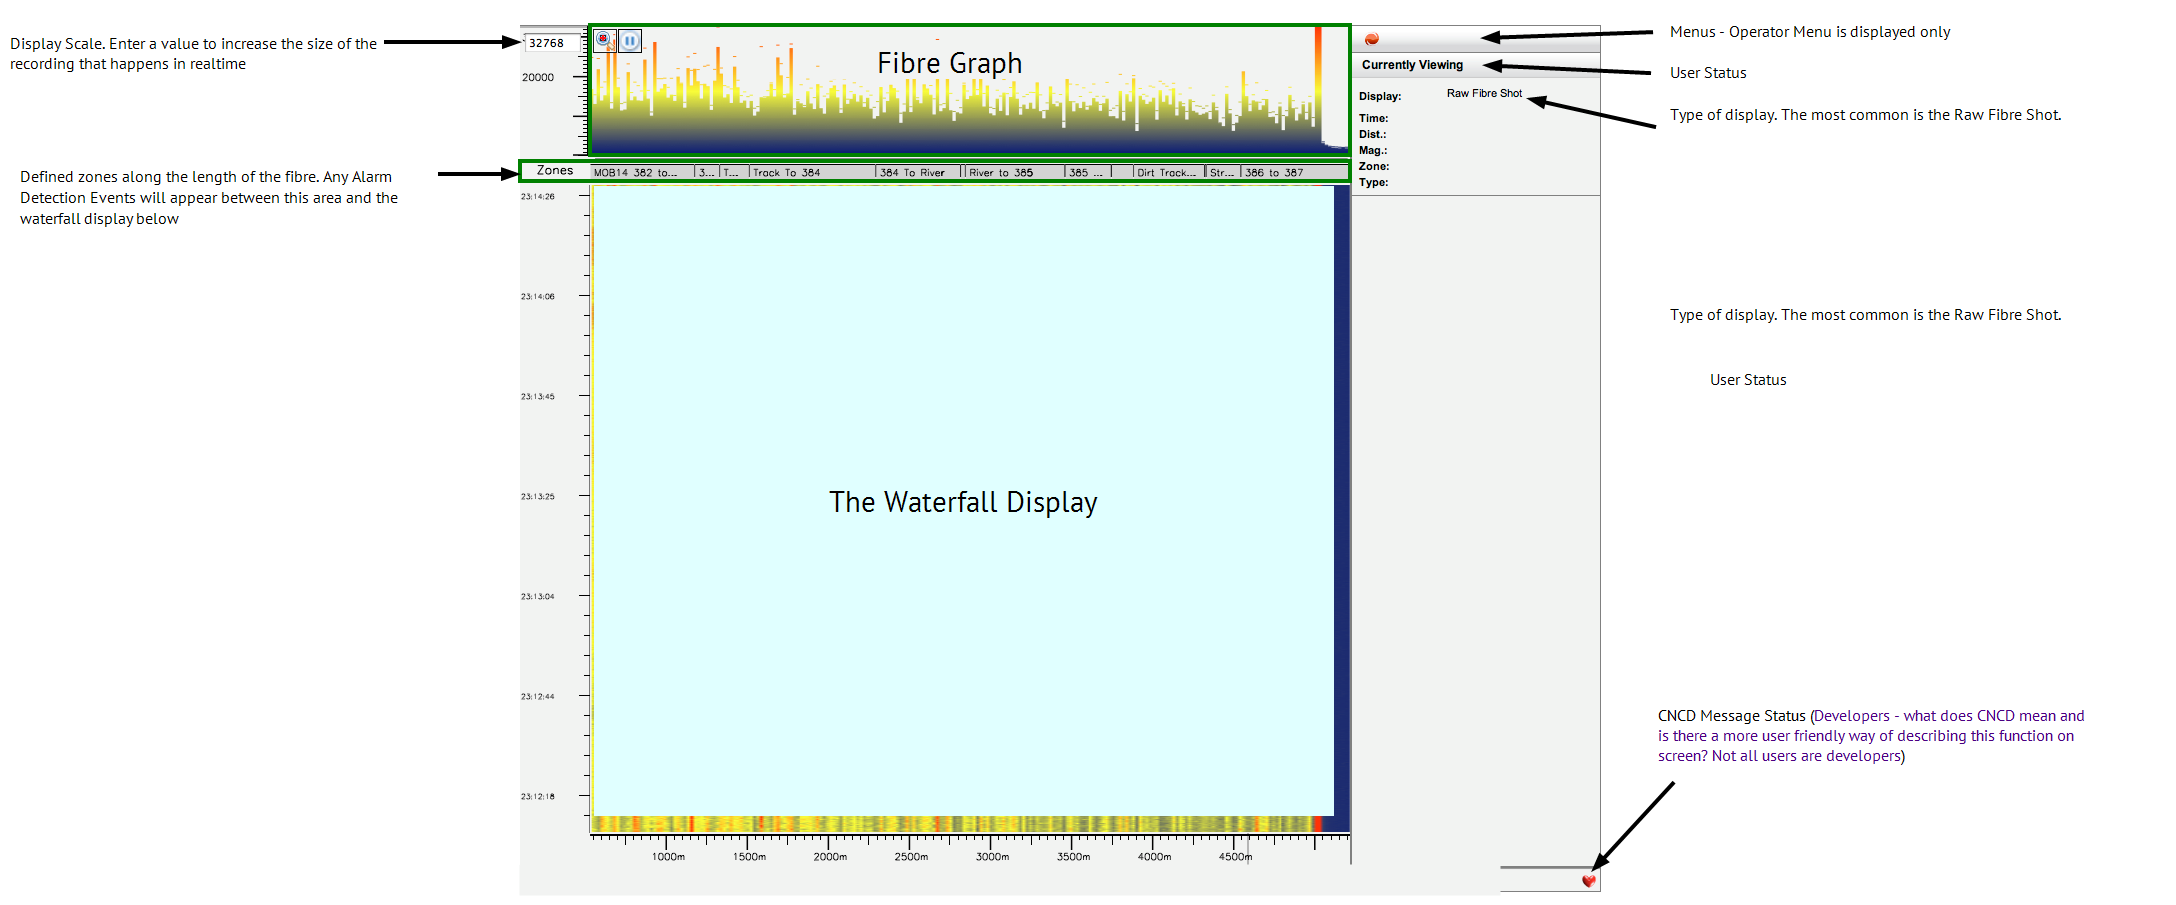 Display Scale. Enter a value to increase the size of the
recording that happens in realtime
Defined zones along the length of the fibre. Any Alarm
Detection Events will appear between this area and the
waterfall display below
32768
20000
Fibre Graph
Zones
MOB14 382 to...
3...
T...
Track To 384
384 To River
River to 385
385 ...
Dirt Track...
Str...
386 to 387
23:14:26
23:14:06
23:13:45
23:13:25
23:13:04
23:12:44
23:12:18
The Waterfall Display
1000m
1500m
2000m
2500m
3000m
3500m
4000m
4500m
Currently Viewing
Display: Raw Fibre Shot
Time:
Dist.:
Mag.:
Zone:
Type:
Menus - Operator Menu is displayed only
User Status
Type of display. The most common is the Raw Fibre Shot.
Type of display. The most common is the Raw Fibre Shot.
User Status
CNCD Message Status (Developers - what does CNCD mean and
is there a more user friendly way of describing this function on
screen? Not all users are developers)